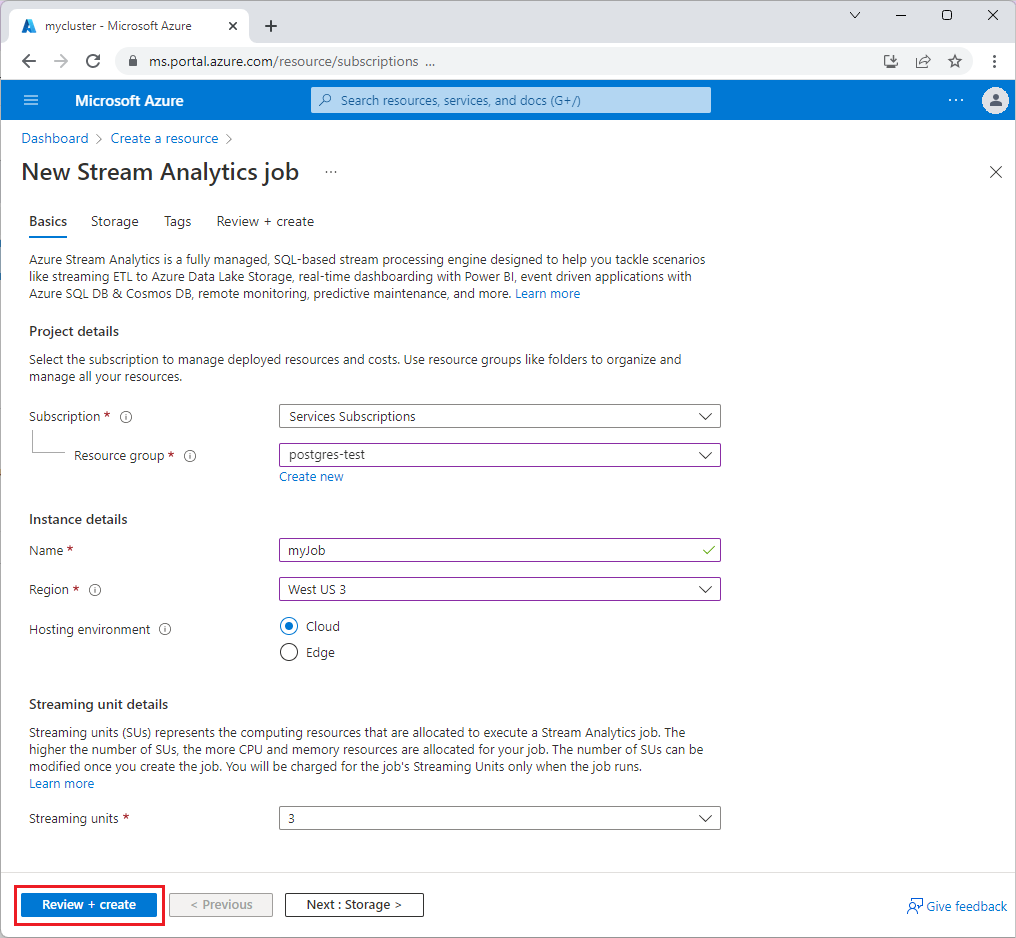 mycluster - Microsoft Azure
ms.portal.azure.com/resource/subscriptions ...
Microsoft Azure
Search resources, services, and docs (G+/)
...
Dashboard > Create a resource >
New Stream Analytics job ...
Basics Storage Tags Review + create
Azure Stream Analytics is a fully managed, SQL-based stream processing engine designed to help you tackle scenarios
like streaming ETL to Azure Data Lake Storage, real-time dashboarding with Power BI, event driven applications with
Azure SQL DB & Cosmos DB, remote monitoring, predictive maintenance, and more. Learn more
Project details
Select the subscription to manage deployed resources and costs. Use resource groups like folders to organize and
manage all your resources.
Subscription * Services Subscriptions
Resource group * postgres-test
Create new
Instance details
Name * myJob
Region * West US 3
Hosting environment Cloud
Edge
Streaming unit details
Streaming units (SUs) represents the computing resources that are allocated to execute a Stream Analytics job. The
higher the number of SUs, the more CPU and memory resources are allocated for your job. The number of SUs can be
modified once you create the job. You will be charged for the job's Streaming Units only when the job runs.
Learn more
Streaming units * 3
Review + create < Previous Next : Storage > Give feedback